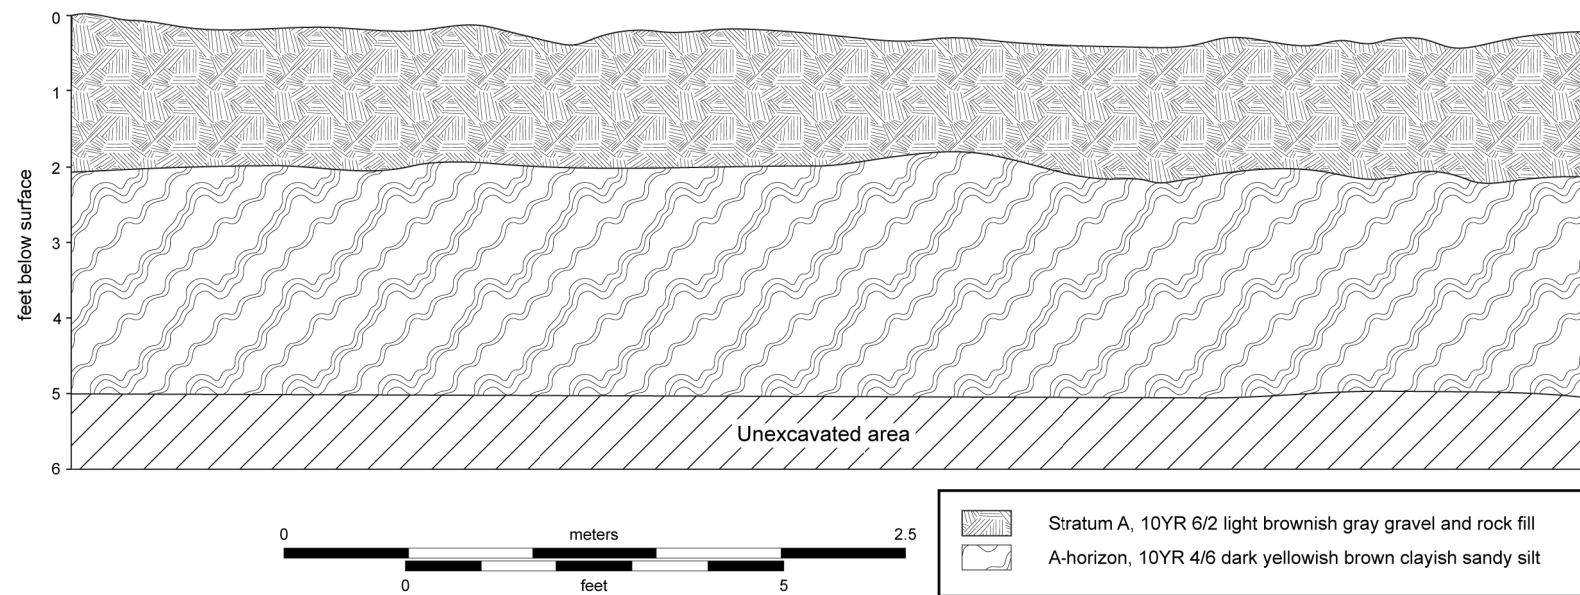 0
1
2
3
4
5
6
feet below surface
Unexcavated area
0 meters 2.5
0 feet 5
Stratum A, 10YR 6/2 light brownish gray gravel and rock fill
A-horizon, 10YR 4/6 dark yellowish brown clayish sandy silt